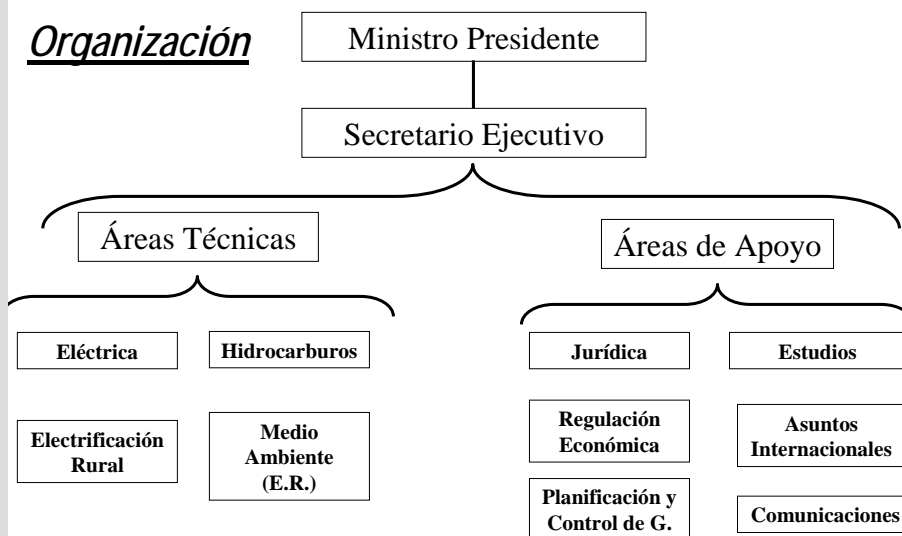 Organización
Ministro Presidente
Secretario Ejecutivo
Áreas Técnicas
Áreas de Apoyo
Eléctrica
Hidrocarburos
Electrificación
Rural
Medio
Ambiente
(E.R.)
Jurídica
Estudios
Regulación
Económica
Asuntos
Internacionales
Planificación y
Control de G.
Comunicaciones